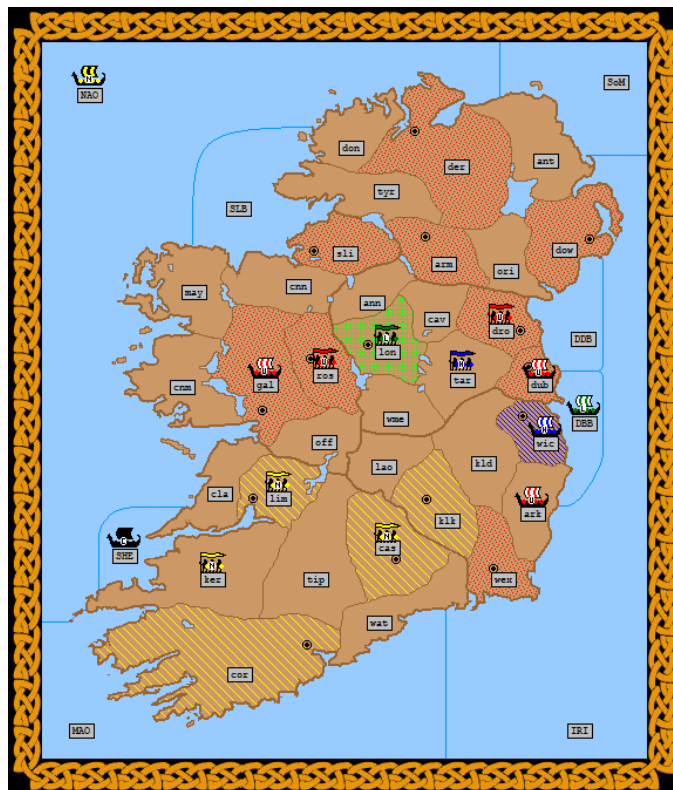 NAO
SoM
don
der
ant
tyr
SLB
sli
arm
ori
dow
may
cnn
ann
cav
dro
DDB
lon
cnm
gal
ros
tar
dub
DBB
wme
wic
off
lao
kld
cla
lim
klk
ark
SHE
cas
ker
tip
wex
wat
cor
MAO
IRI